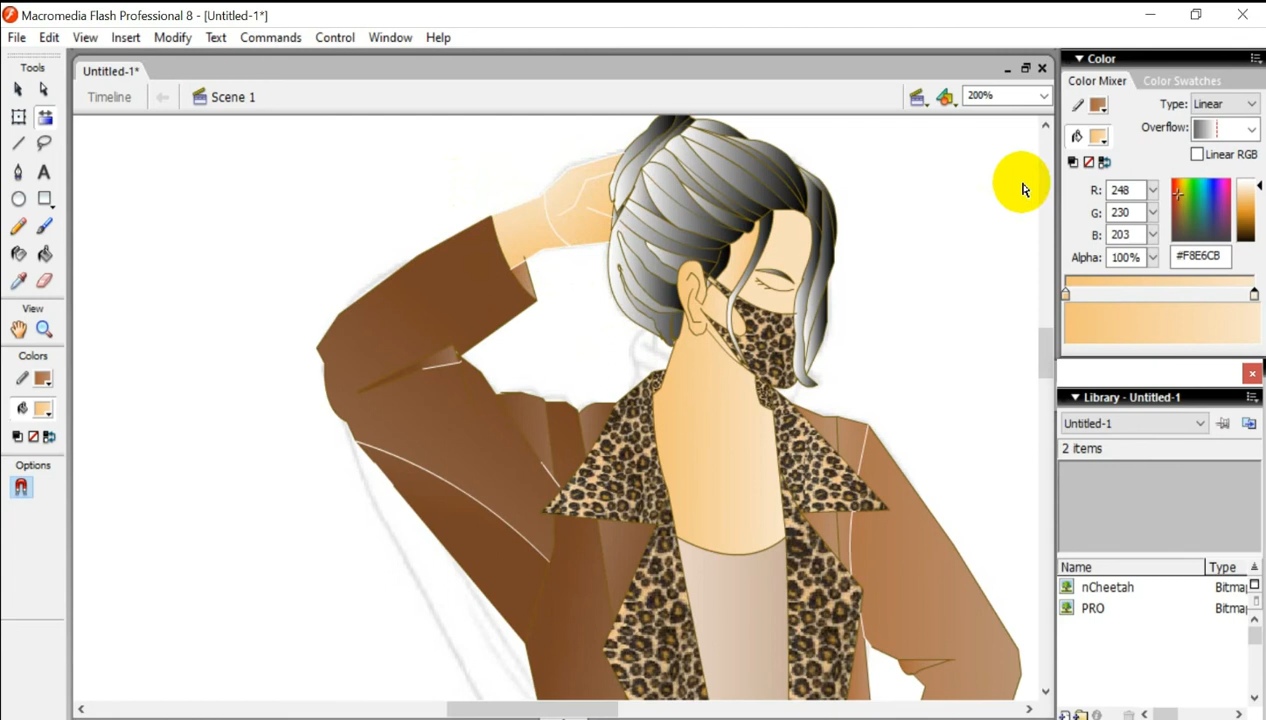 Macromedia Flash Professional 8 - [Untitled-1*]
File Edit View Insert Modify Text Commands Control Window Help
Tools
Untitled-1*
Timeline
Scene 1
200%
View
Colors
Options
Color
Color Mixer Color Swatches
Type: Linear
Overflow:
Linear RGB
R: 248
G: 230
B: 203
Alpha: 100%
#F8E6CB
Library - Untitled-1
Untitled-1
2 items
Name Type
nCheetah Bitma
PRO Bitma